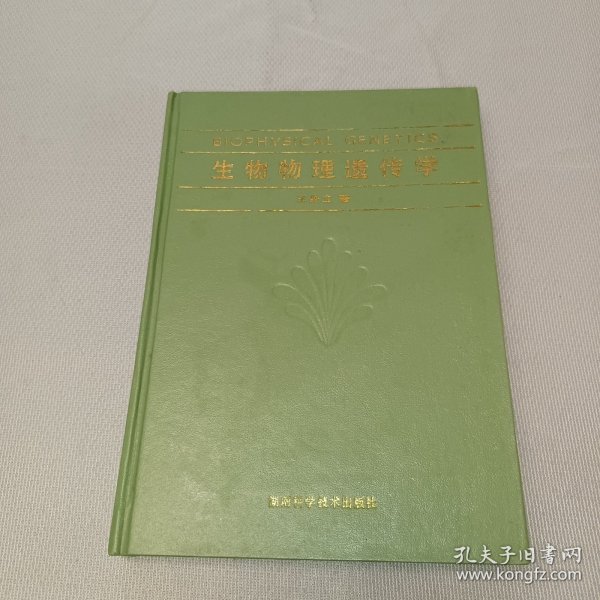 BIOPHYSICAL GENETICS
生物物理遗传学
著
湖南科学技术出版社
孔夫子旧书网
www.kongfz.com